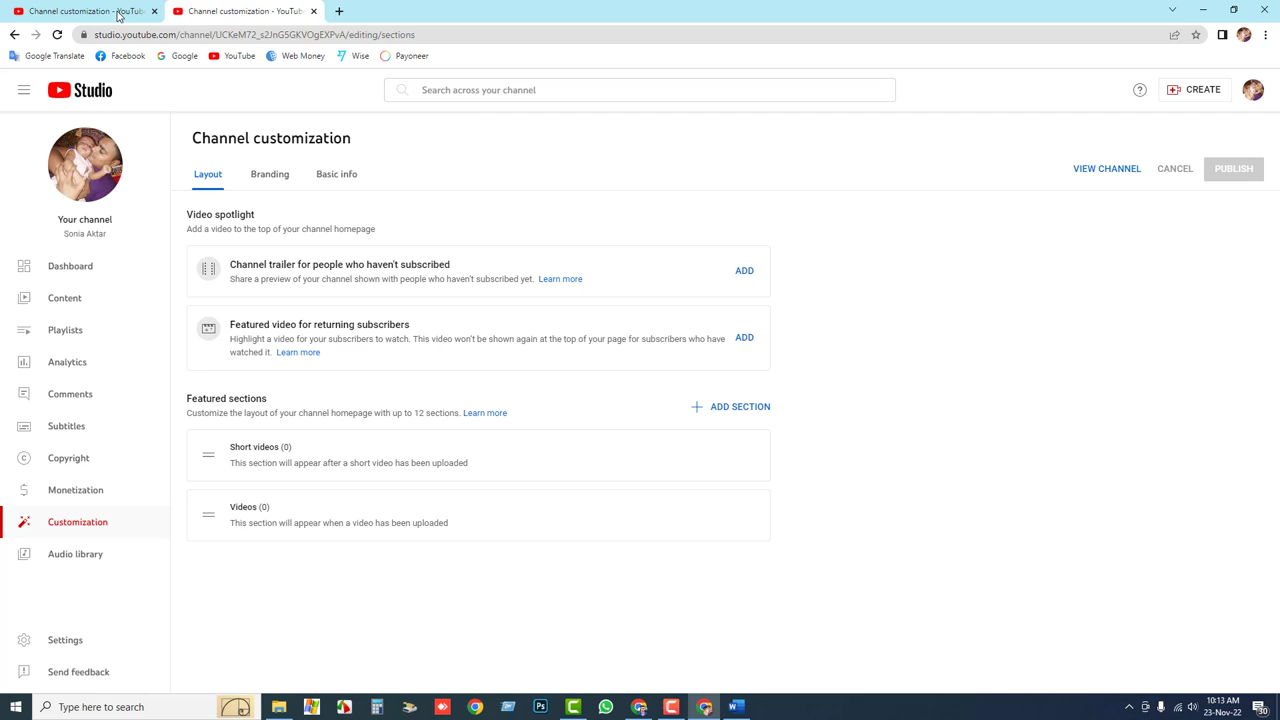 Channel customization - YouTub
Channel customization - YouTub
studio.youtube.com/channel/UCKeM72_s2JnG5GKVOgEXPvA/editing/sections
Google Translate
Facebook
Google
YouTube
Web Money
Wise
Payoneer
Studio
Search across your channel
CREATE
Channel customization
Layout
Branding
Basic info
VIEW CHANNEL
CANCEL
PUBLISH
Your channel
Sonia Aktar
Dashboard
Content
Playlists
Analytics
Comments
Subtitles
Copyright
Monetization
Customization
Audio library
Settings
Send feedback
Video spotlight
Add a video to the top of your channel homepage
Channel trailer for people who haven't subscribed
Share a preview of your channel shown with people who haven't subscribed yet. Learn more
ADD
Featured video for returning subscribers
Highlight a video for your subscribers to watch. This video won't be shown again at the top of your page for subscribers who have
watched it. Learn more
ADD
Featured sections
Customize the layout of your channel homepage with up to 12 sections. Learn more
ADD SECTION
Short videos (0)
This section will appear after a short video has been uploaded
Videos (0)
This section will appear when a video has been uploaded
Type here to search
10:13 AM
23-Nov-22
30